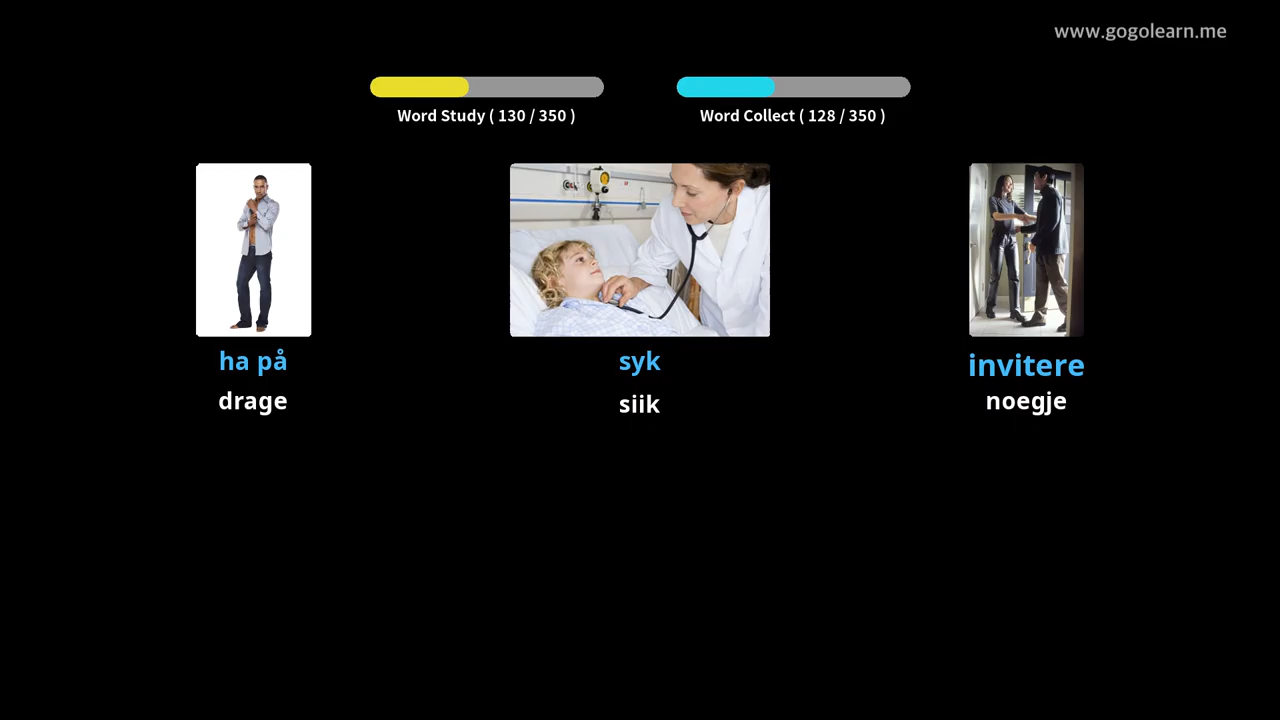 www.gogolearn.me
Word Study ( 130 / 350 )
Word Collect ( 128 / 350 )
ha på
syk
invitere
drage
siik
noegje